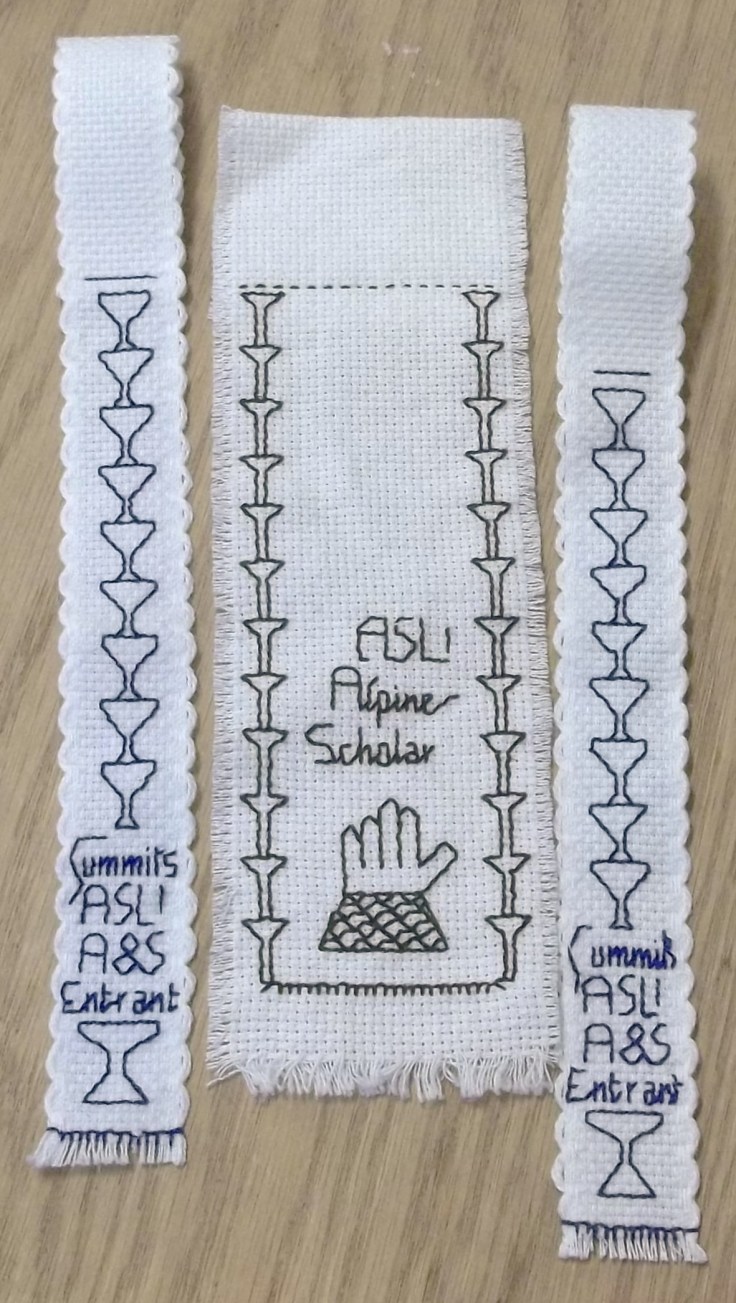 Summits
ASLI
A&S
Entrant
ASLI
Alpine
Scholar
Summits
ASLI
A&S
Entrant